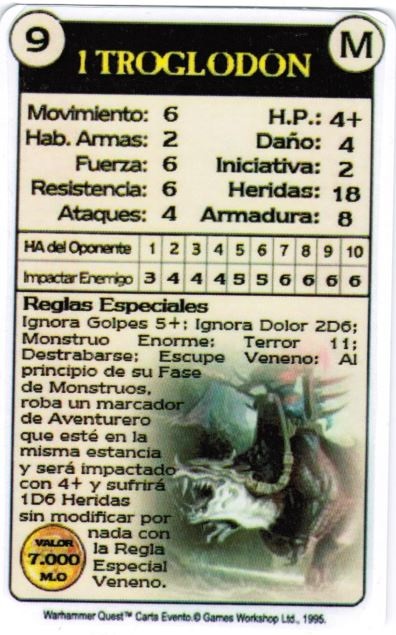 9
1 TROGLODÓN
M
Movimiento: 6 H.P.: 4+
Hab. Armas: 2 Daño: 4
Fuerza: 6 Iniciativa: 2
Resistencia: 6 Heridas: 18
Ataques: 4 Armadura: 8
HA del Oponente 1 2 3 4 5 6 7 8 9 10
Impactar Enemigo 3 4 4 4 5 5 6 6 6 6
Reglas Especiales
Ignora Golpes 5+; Ignora Dolor 2D6;
Monstruo Enorme; Terror 11;
Destrabarse; Escupe Veneno: Al
principio de su Fase
de Monstruos,
roba un marcador
de Aventurero
que esté en la
misma estancia
y será impactado
con 4+ y sufrirá
1D6 Heridas
sin modificar por
nada con
la Regla
Especial
Veneno.
VALOR
7.000
M.O
Warhammer Quest™ Carta Evento.© Games Workshop Ltd., 1995.